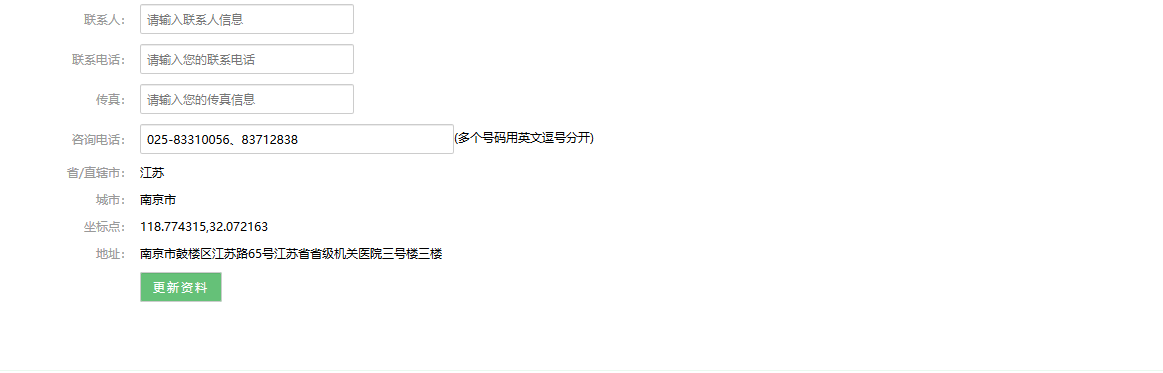 联系人： 请输入联系人信息
联系电话： 请输入您的联系电话
传真： 请输入您的传真信息
咨询电话： 025-83310056、83712838 (多个号码用英文逗号分开)
省/直辖市： 江苏
城市： 南京市
坐标点： 118.774315,32.072163
地址： 南京市鼓楼区江苏路65号江苏省省级机关医院三号楼三楼
更新资料